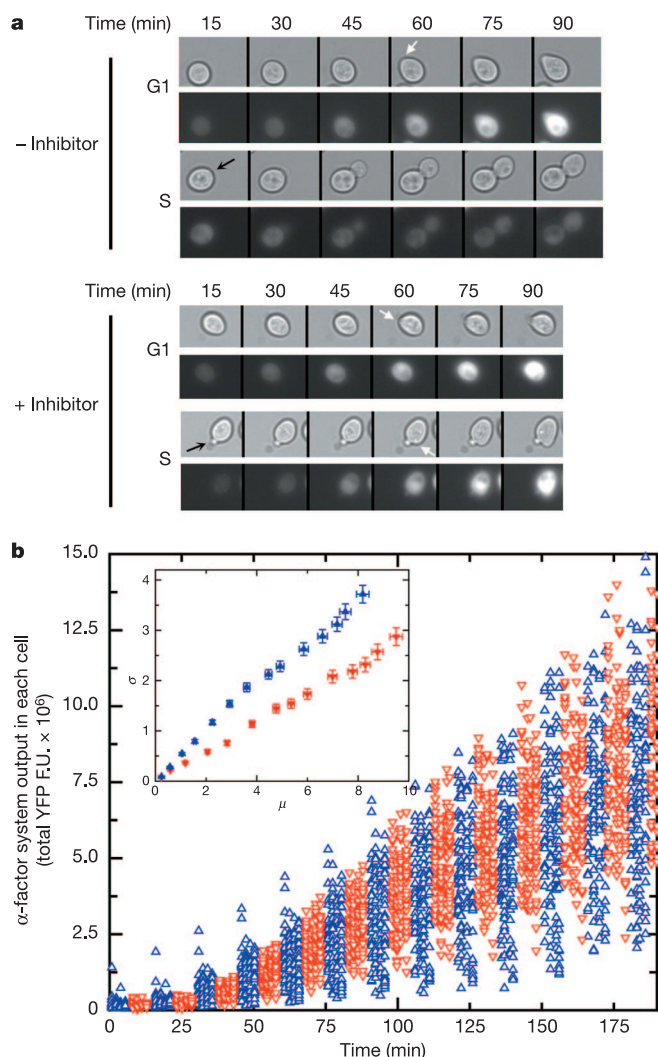 a
Time (min) 15 30 45 60 75 90
G1
– Inhibitor
S
Time (min) 15 30 45 60 75 90
G1
+ Inhibitor
S
b
15.0
12.5
10.0
7.5
5.0
2.5
0
α-factor system output in each cell
(total YFP F.U. × 10⁶)
4
3
2
1
0
σ
0 2 4 6 8 10
μ
0 25 50 75 100 125 150 175
Time (min)